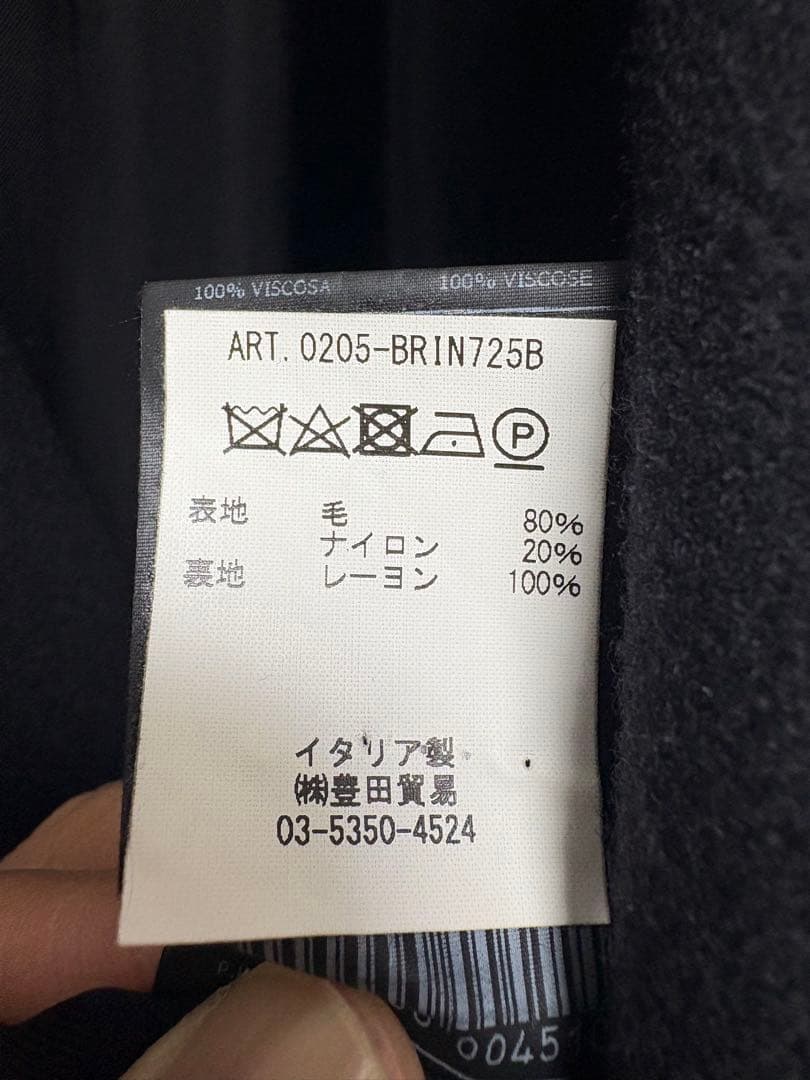 100% VISCOSA 100% VISCOSE
ART. 0205-BRIN725B
P
表地 毛 80%
ナイロン 20%
裏地 レーヨン 100%
イタリア製
㈱豊田貿易
03-5350-4524
0045